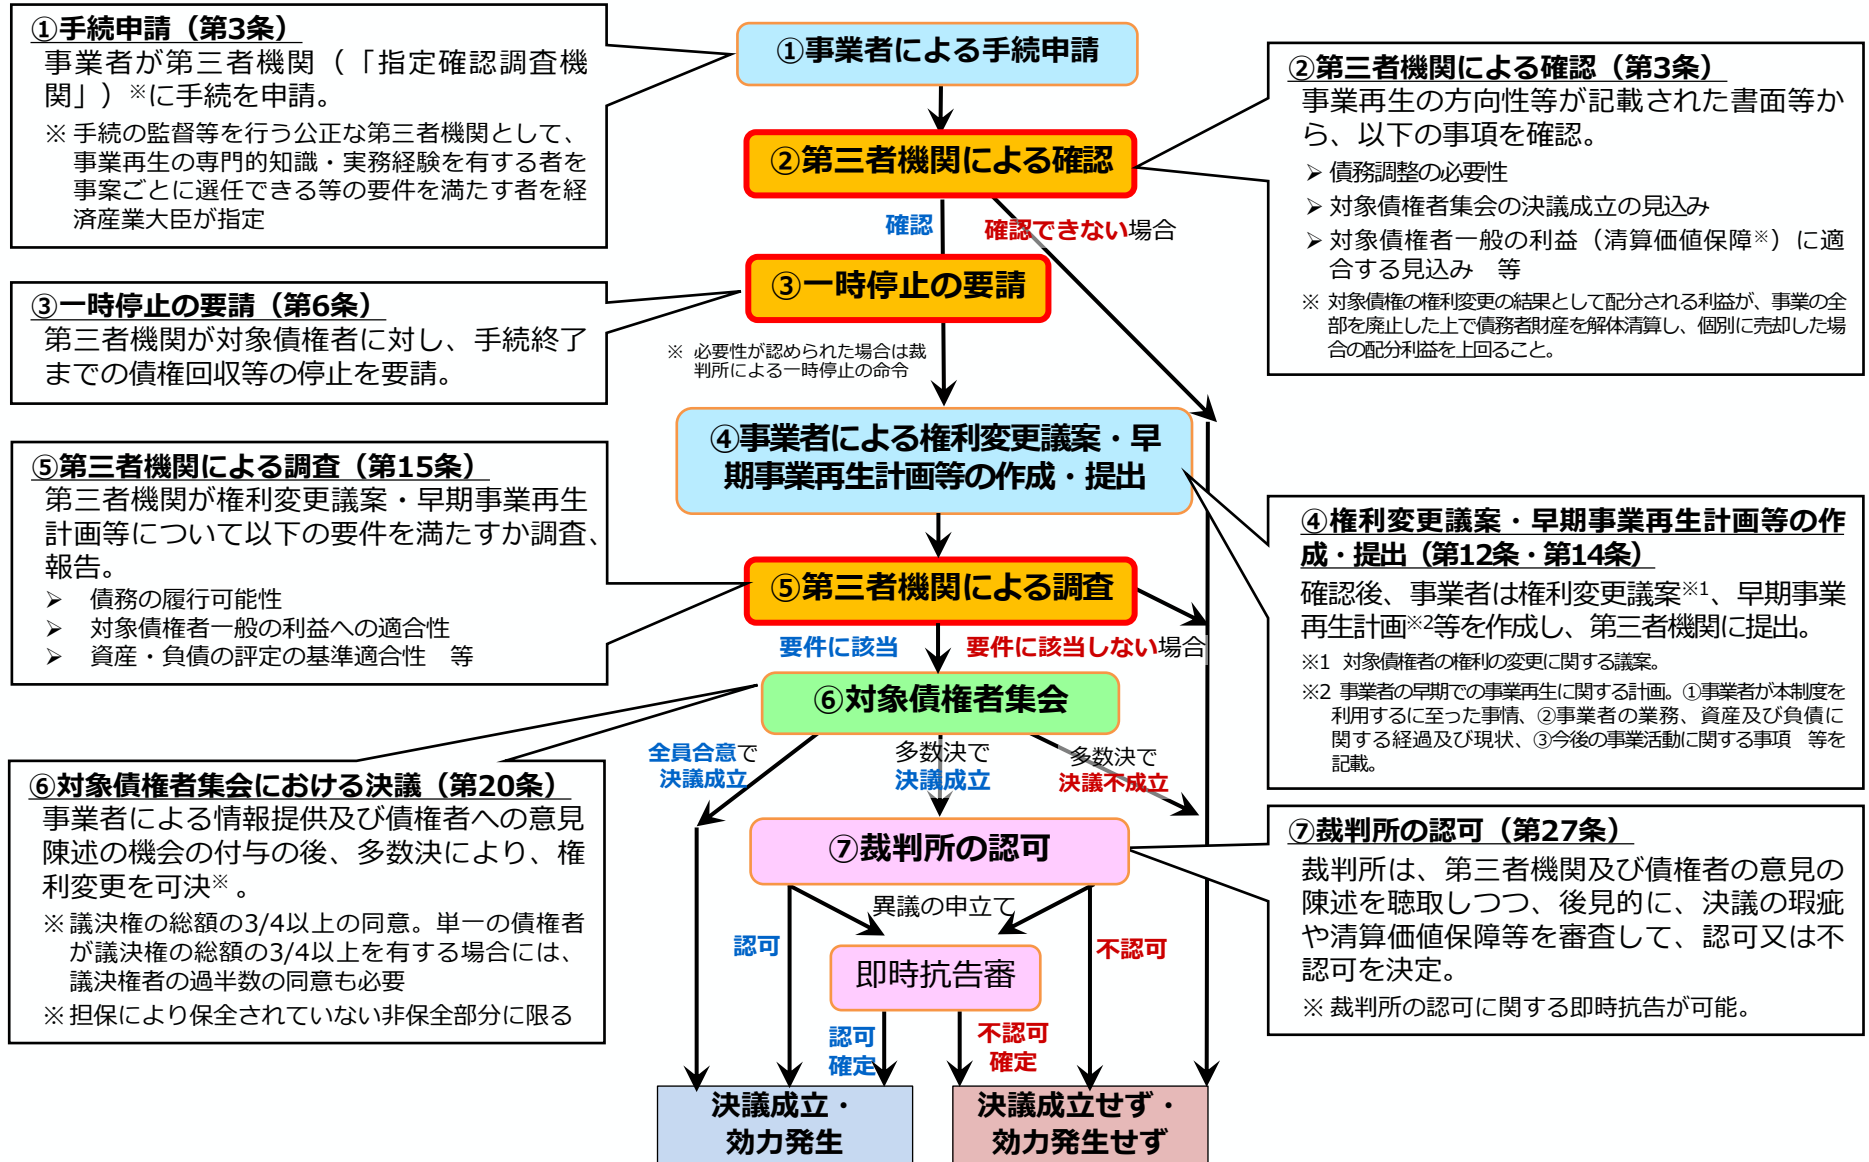 ①手続申請（第3条）
事業者が第三者機関（「指定確認調査機
関」）※に手続を申請。
※ 手続の監督等を行う公正な第三者機関として、
事業再生の専門的知識・実務経験を有する者を
事案ごとに選任できる等の要件を満たす者を経
済産業大臣が指定
③一時停止の要請（第6条）
第三者機関が対象債権者に対し、手続終了
までの債権回収等の停止を要請。
⑤第三者機関による調査（第15条）
第三者機関が権利変更議案・早期事業再生
計画等について以下の要件を満たすか調査、
報告。
➢ 債務の履行可能性
➢ 対象債権者一般の利益への適合性
➢ 資産・負債の評定の基準適合性　等
⑥対象債権者集会における決議（第20条）
事業者による情報提供及び債権者への意見
陳述の機会の付与の後、多数決により、権
利変更を可決※。
※ 議決権の総額の3/4以上の同意。単一の債権者
が議決権の総額の3/4以上を有する場合には、
議決権者の過半数の同意も必要
※ 担保により保全されていない非保全部分に限る
①事業者による手続申請
②第三者機関による確認
確認
確認できない場合
③一時停止の要請
※ 必要性が認められた場合は裁
判所による一時停止の命令
④事業者による権利変更議案・早
期事業再生計画等の作成・提出
⑤第三者機関による調査
要件に該当
要件に該当しない場合
⑥対象債権者集会
全員合意で
決議成立
多数決で
決議成立
多数決で
決議不成立
⑦裁判所の認可
異議の申立て
認可
不認可
即時抗告審
認可
確定
不認可
確定
決議成立・
効力発生
決議成立せず・
効力発生せず
②第三者機関による確認（第3条）
事業再生の方向性等が記載された書面等か
ら、以下の事項を確認。
➢ 債務調整の必要性
➢ 対象債権者集会の決議成立の見込み
➢ 対象債権者一般の利益（清算価値保障※）に適
合する見込み　等
※ 対象債権の権利変更の結果として配分される利益が、事業の全
部を廃止した上で債務者財産を解体清算し、個別に売却した場
合の配分利益を上回ること。
④権利変更議案・早期事業再生計画等の作
成・提出（第12条・第14条）
確認後、事業者は権利変更議案※1、早期事業
再生計画※2等を作成し、第三者機関に提出。
※1 対象債権者の権利の変更に関する議案。
※2 事業者の早期での事業再生に関する計画。①事業者が本制度を
利用するに至った事情、②事業者の業務、資産及び負債に
関する経過及び現状、③今後の事業活動に関する事項　等を
記載。
⑦裁判所の認可（第27条）
裁判所は、第三者機関及び債権者の意見の
陳述を聴取しつつ、後見的に、決議の瑕疵
や清算価値保障等を審査して、認可又は不
認可を決定。
※ 裁判所の認可に関する即時抗告が可能。